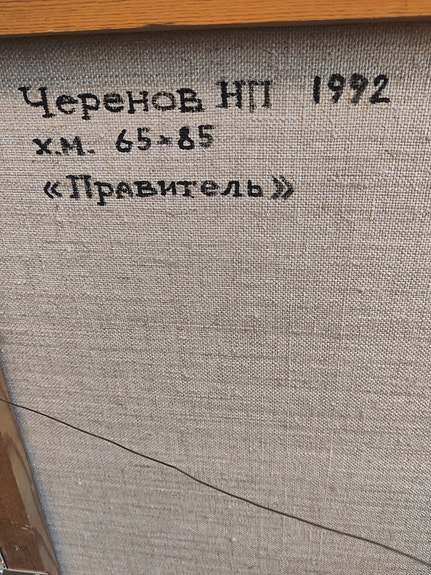 Черенов НП 1992
х.м. 65×85
«Правитель»